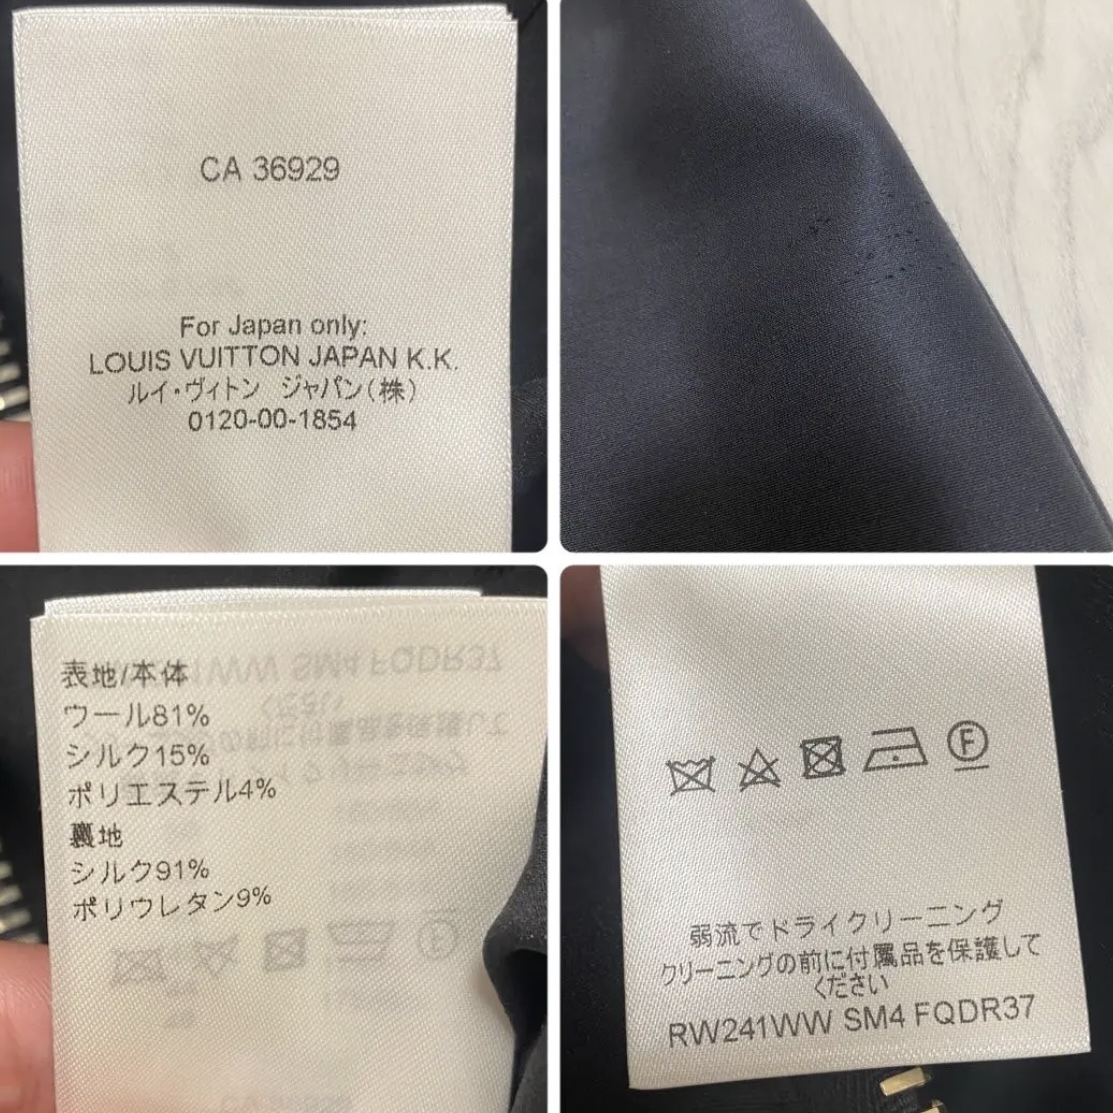 CA 36929
For Japan only:
LOUIS VUITTON JAPAN K.K.
ルイ・ヴィトン ジャパン(株)
0120-00-1854
表地/本体
ウール81%
シルク15%
ポリエステル4%
裏地
シルク91%
ポリウレタン9%
F
弱流でドライクリーニング
クリーニングの前に付属品を保護して
ください
RW241WW SM4 FQDR37